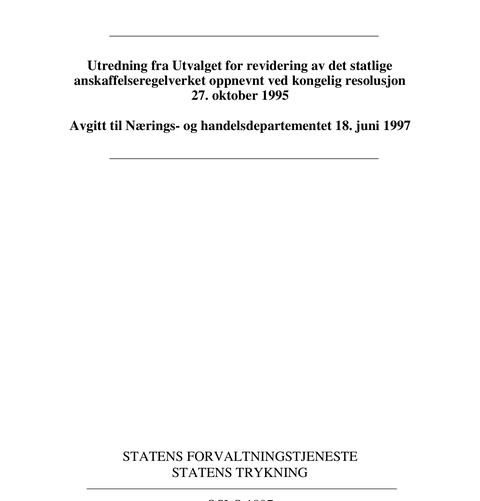 Utredning fra Utvalget for revidering av det statlige
anskaffelseregelverket oppnevnt ved kongelig resolusjon
27. oktober 1995
Avgitt til Nærings- og handelsdepartementet 18. juni 1997
STATENS FORVALTNINGSTJENESTE
STATENS TRYKNING